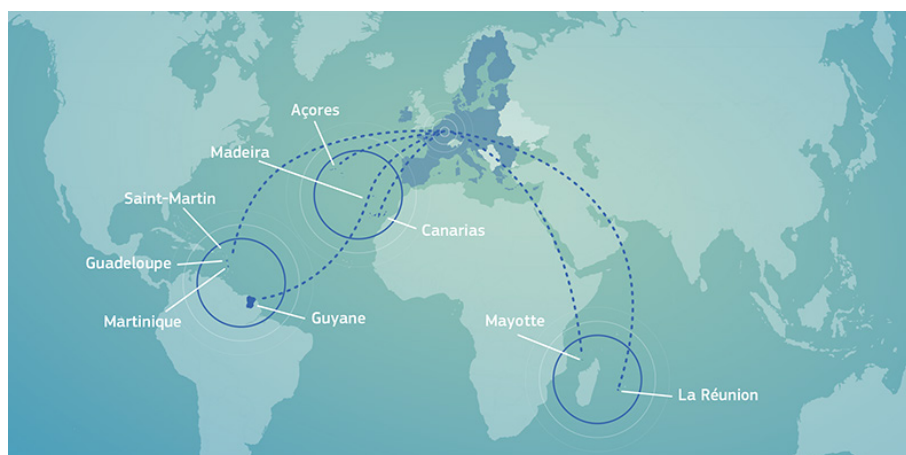 Açores
Madeira
Saint-Martin
Canarias
Guadeloupe
Martinique
Guyane
Mayotte
La Réunion